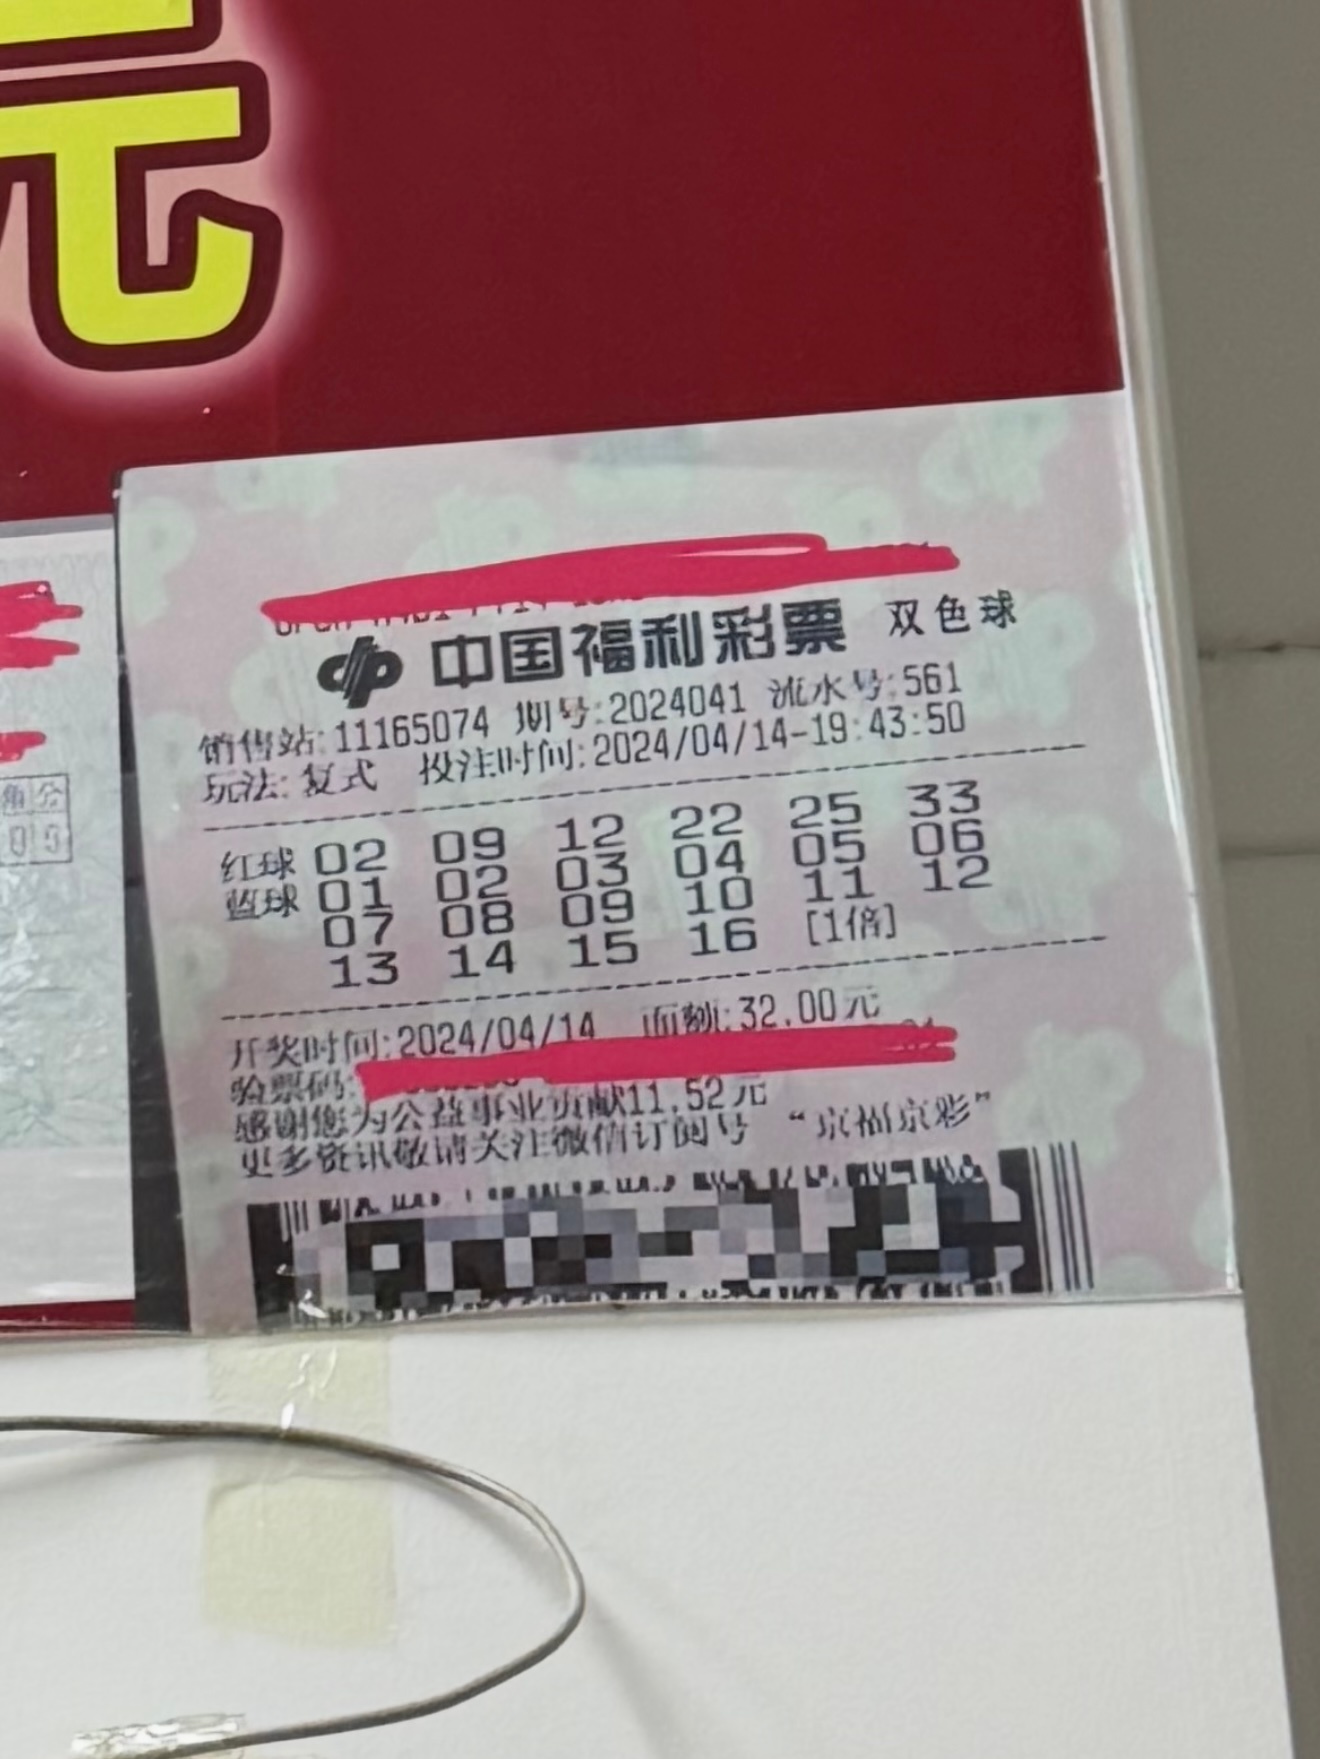 元
角 分
0 0
中国福利彩票 双色球
销售站:11165074 期号:2024041 流水号:561
玩法:复式 投注时间:2024/04/14-19:43:50
红球 02 09 12 22 25 33
蓝球 01 02 03 04 05 06
07 08 09 10 11 12
13 14 15 16 [1倍]
开奖时间:2024/04/14 面额:32.00元
验票码:
感谢您为公益事业贡献11.52元
更多资讯敬请关注微信订阅号 “京福京彩”